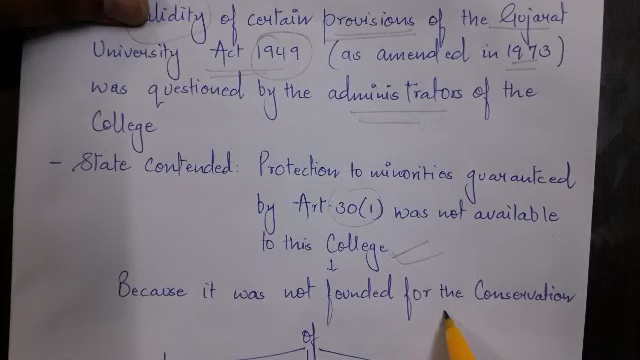 Validity of certain provisions of the Gujarat
University Act 1949 (as amended in 1973)
was questioned by the administrators of the
College
- State contended: Protection to minorities guaranteed
by Art. 30(1) was not available
to this College
↓
Because it was not founded for the Conservation
of